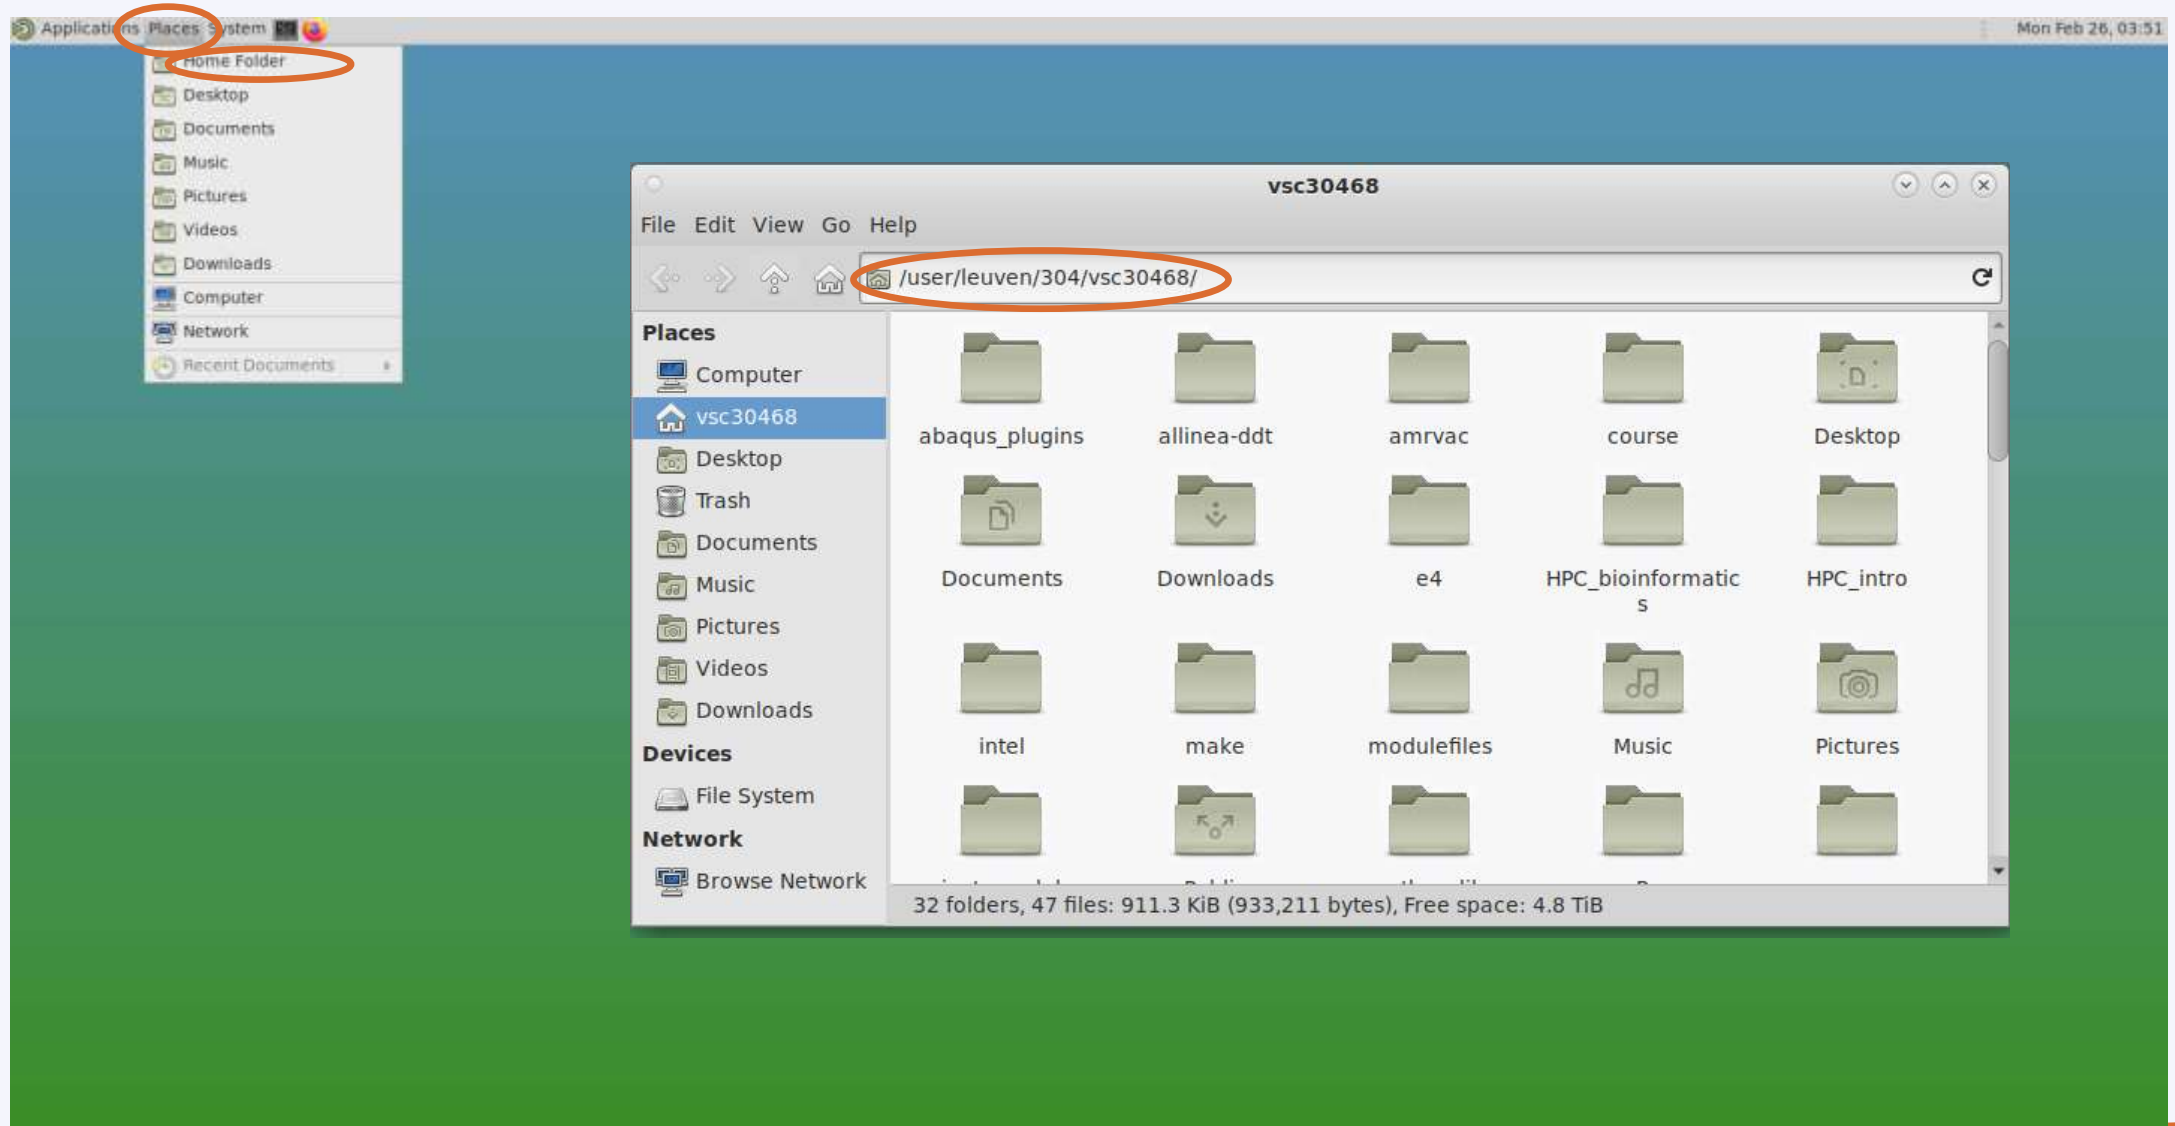 Applications Places System Mon Feb 26, 03:51
Home Folder
Desktop
Documents
Music
Pictures
Videos
Downloads
Computer
Network
Recent Documents
vsc30468
File Edit View Go Help
/user/leuven/304/vsc30468/
Places
Computer
vsc30468
Desktop
Trash
Documents
Music
Pictures
Videos
Downloads
Devices
File System
Network
Browse Network
abaqus_plugins allinea-ddt amrvac course Desktop
Documents Downloads e4 HPC_bioinformatic HPC_intro
s
intel make modulefiles Music Pictures
32 folders, 47 files: 911.3 KiB (933,211 bytes), Free space: 4.8 TiB